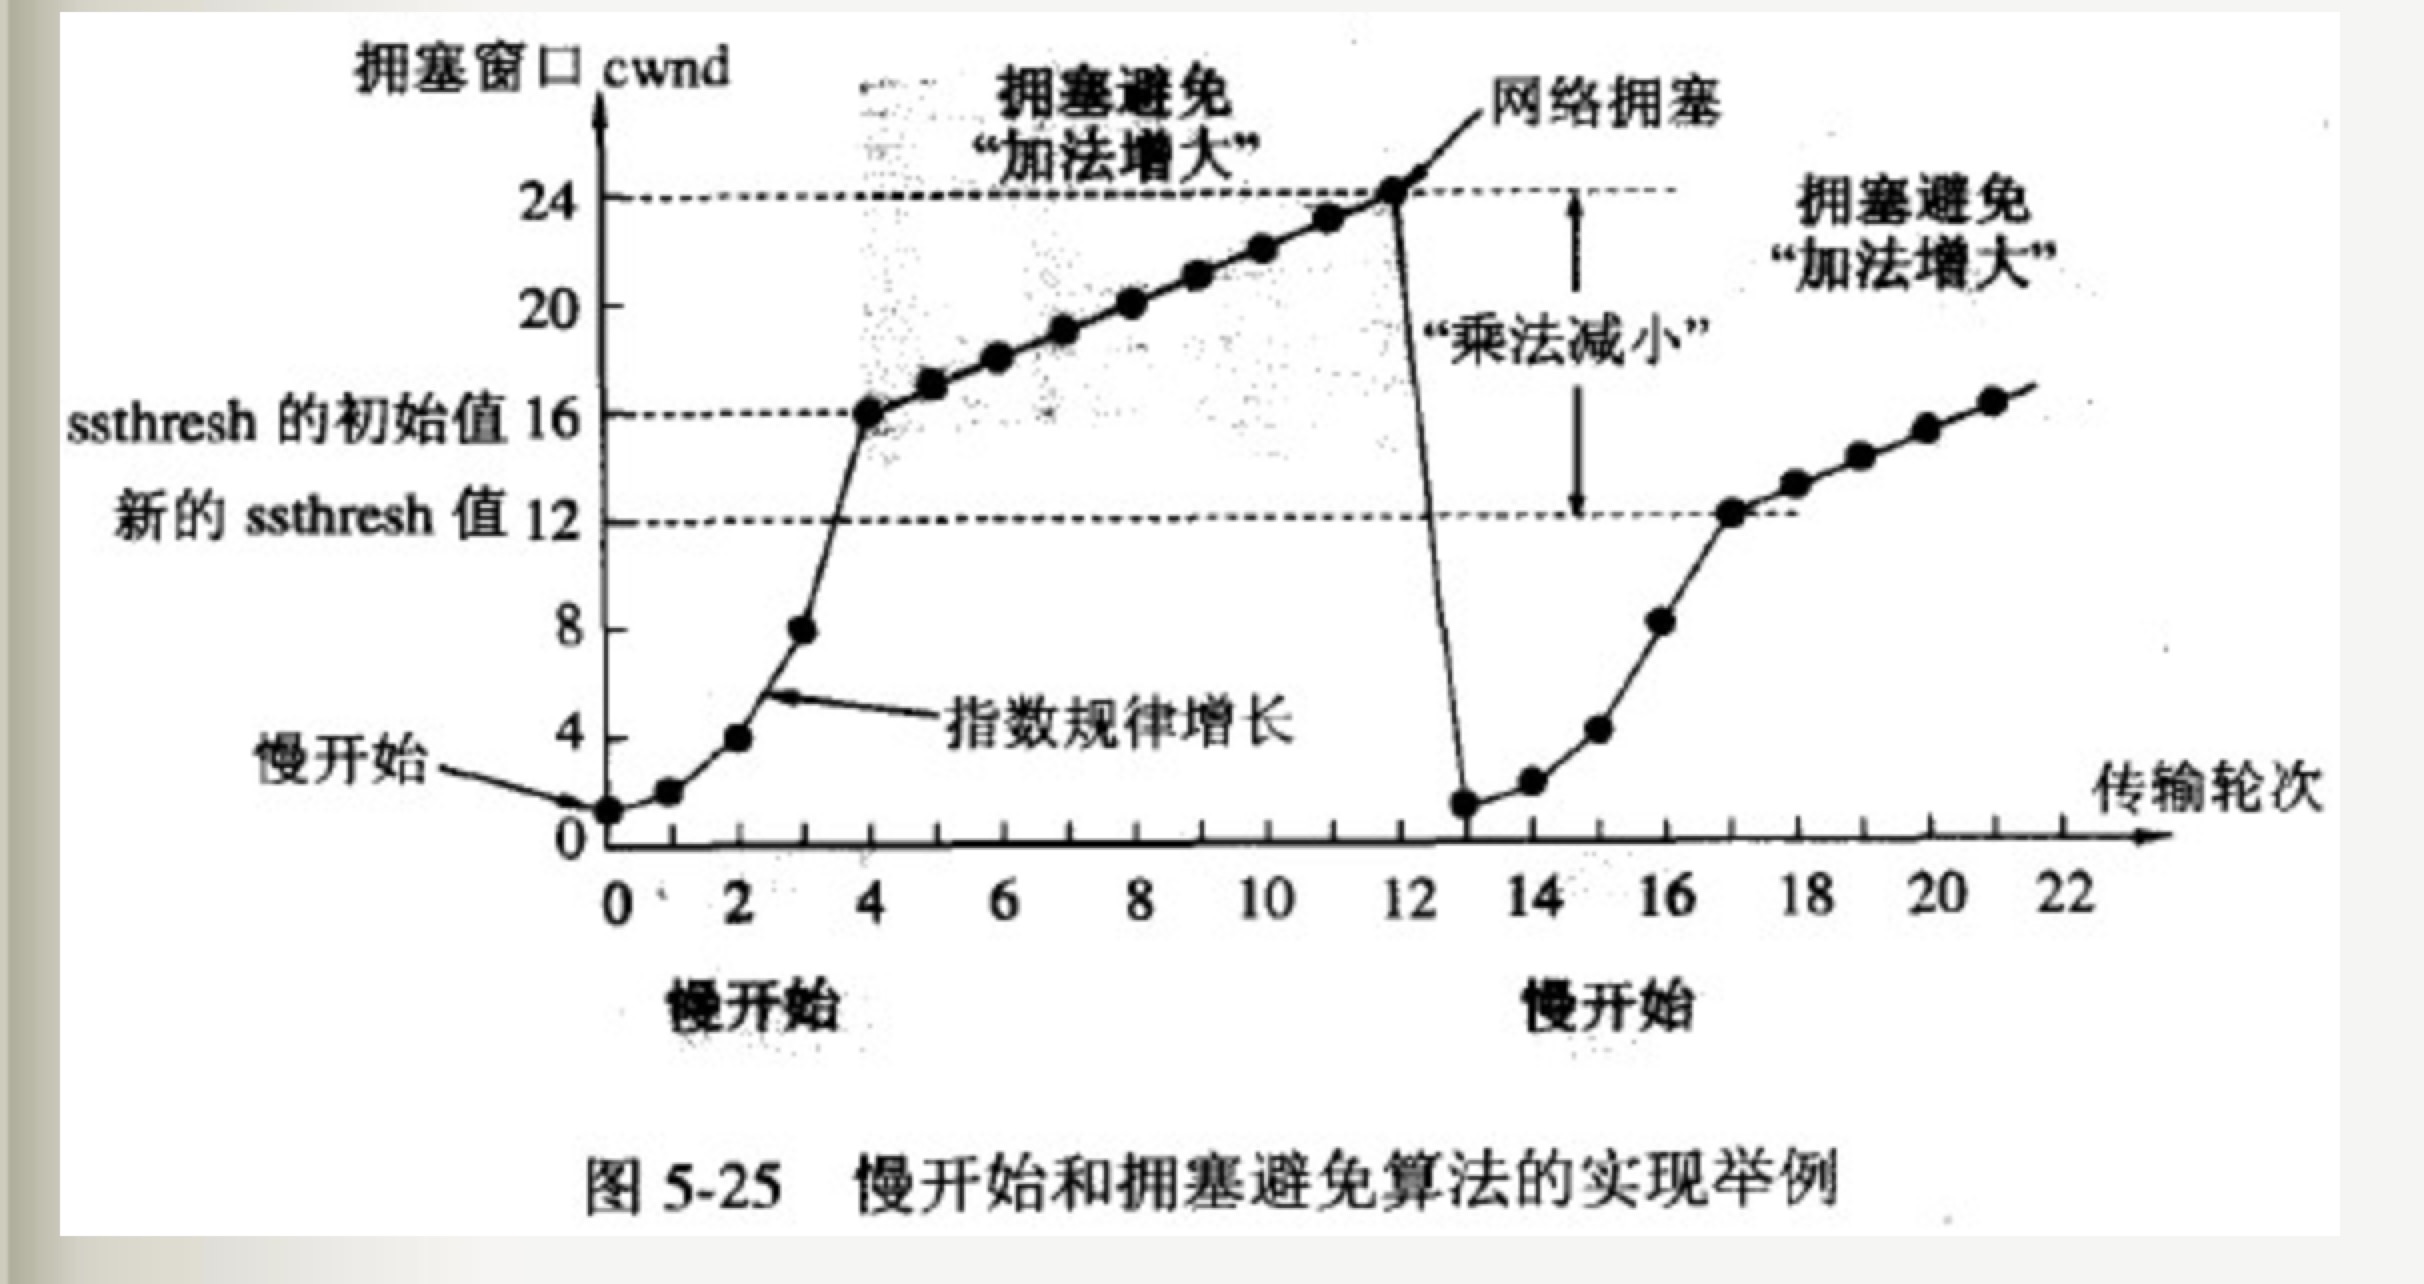 拥塞窗口 cwnd
拥塞避免
“加法增大”
网络拥塞
24
拥塞避免
“加法增大”
20
“乘法减小”
ssthresh 的初始值 16
新的 ssthresh 值 12
8
指数规律增长
4
慢开始
传输轮次
0
0 2 4 6 8 10 12 14 16 18 20 22
慢开始 慢开始
图 5-25 慢开始和拥塞避免算法的实现举例